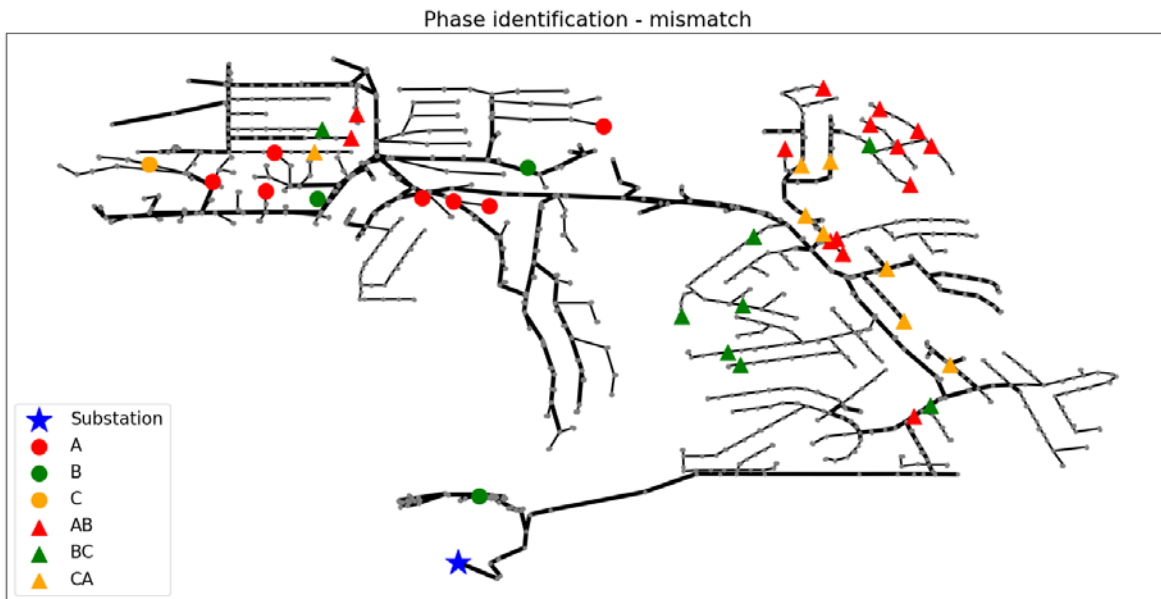 Phase identification - mismatch
Substation
A
B
C
AB
BC
CA